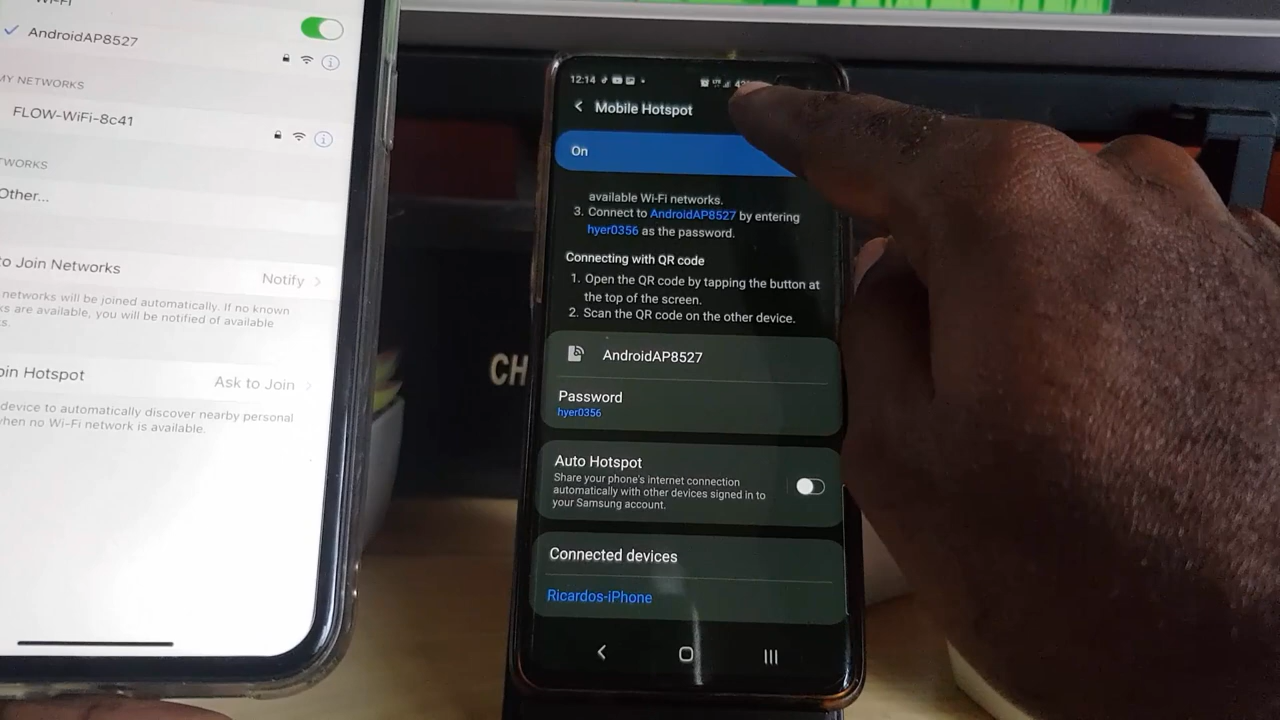 AndroidAP8527
MY NETWORKS
FLOW-WiFi-8c41
Other...
to Join Networks
Notify
networks will be joined automatically. If no known
are available, you will be notified of available
Join Hotspot
Ask to Join
device to automatically discover nearby personal
when no Wi-Fi network is available.
CH
12:14
Mobile Hotspot
On
available Wi-Fi networks.
3. Connect to AndroidAP8527 by entering
hyer0356 as the password.
Connecting with QR code
1. Open the QR code by tapping the button at
the top of the screen.
2. Scan the QR code on the other device.
AndroidAP8527
Password
hyer0356
Auto Hotspot
Share your phone's internet connection
automatically with other devices signed in to
your Samsung account.
Connected devices
Ricardos-iPhone